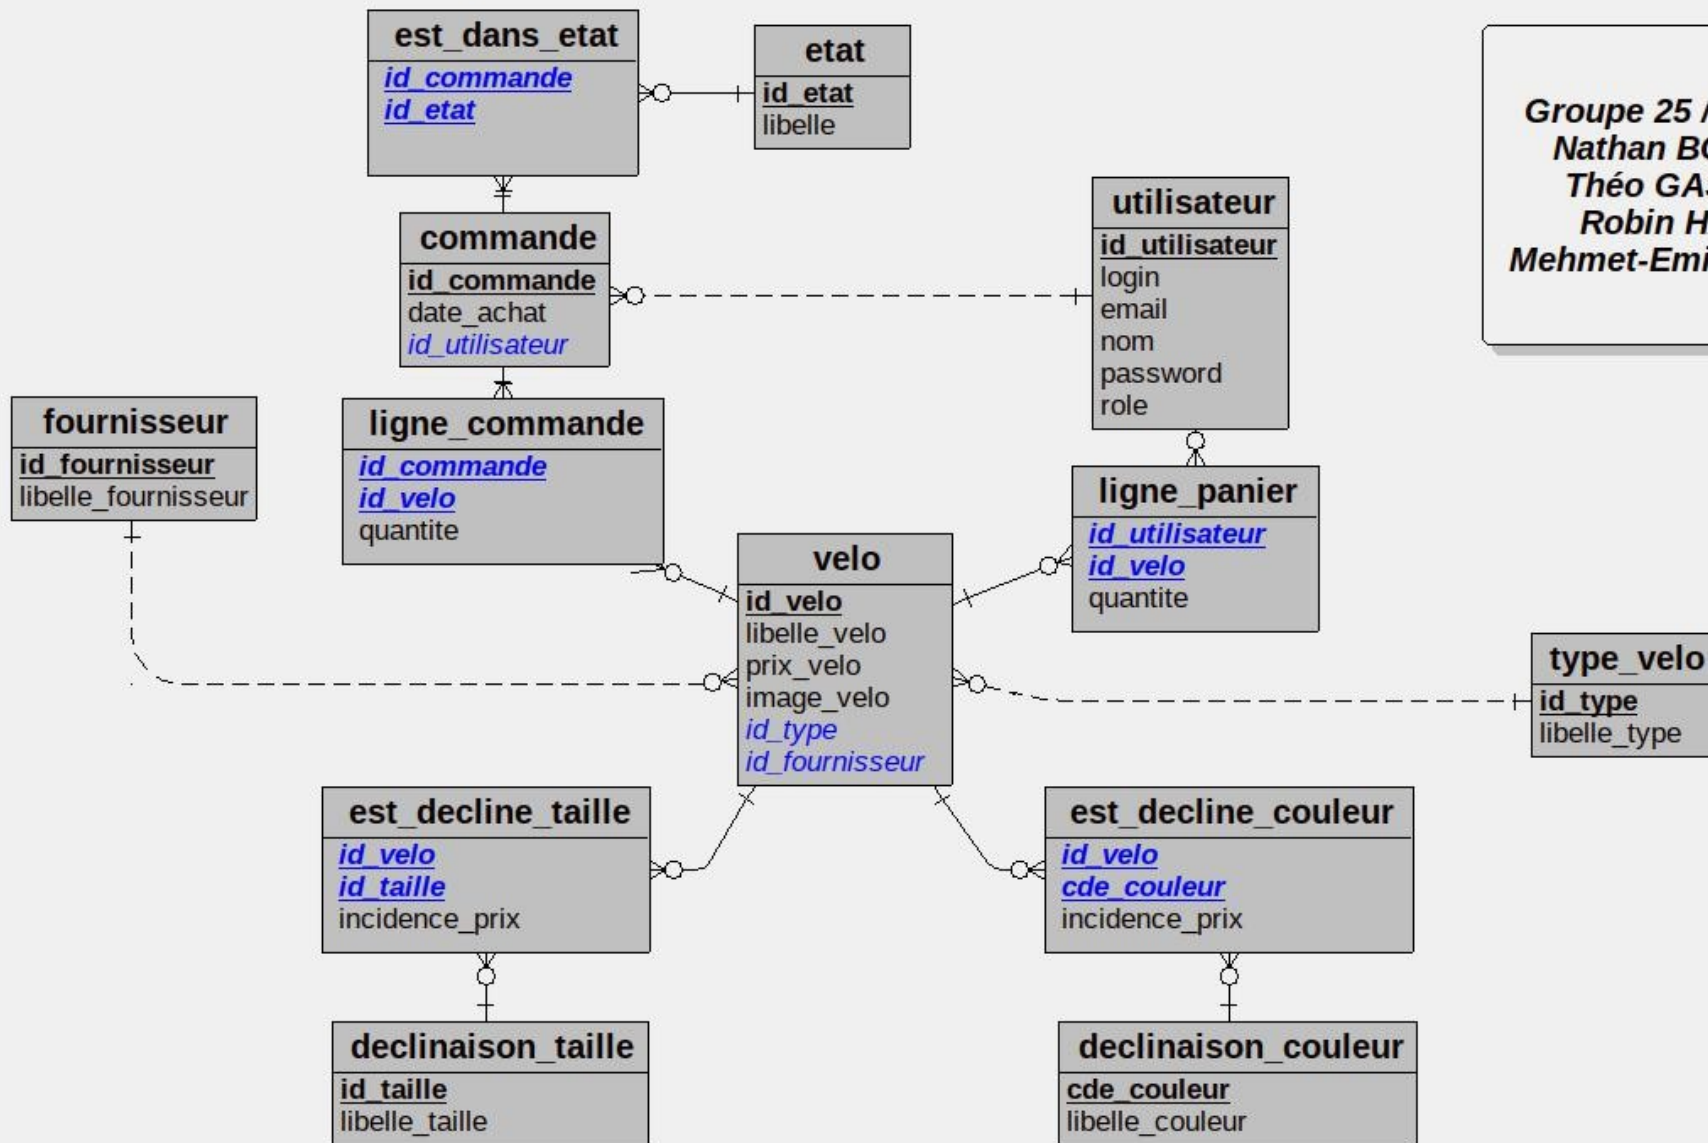 est_dans_etat
id_commande
id_etat
etat
id_etat
libelle
Groupe 25
Nathan
Théo
Robin
utilisateur
id_utilisateur
login
email
nom
password
role
commande
id_commande
date_achat
id_utilisateur
fournisseur
id_fournisseur
libelle_fournisseur
ligne_commande
id_commande
id_velo
quantite
ligne_panier
id_utilisateur
id_velo
quantite
velo
id_velo
libelle_velo
prix_velo
image_velo
id_type
id_fournisseur
type_velo
id_type
libelle_type
est_decline_taille
id_velo
id_taille
incidence_prix
est_decline_couleur
id_velo
cde_couleur
incidence_prix
declinaison_taille
id_taille
libelle_taille
declinaison_couleur
cde_couleur
libelle_couleur